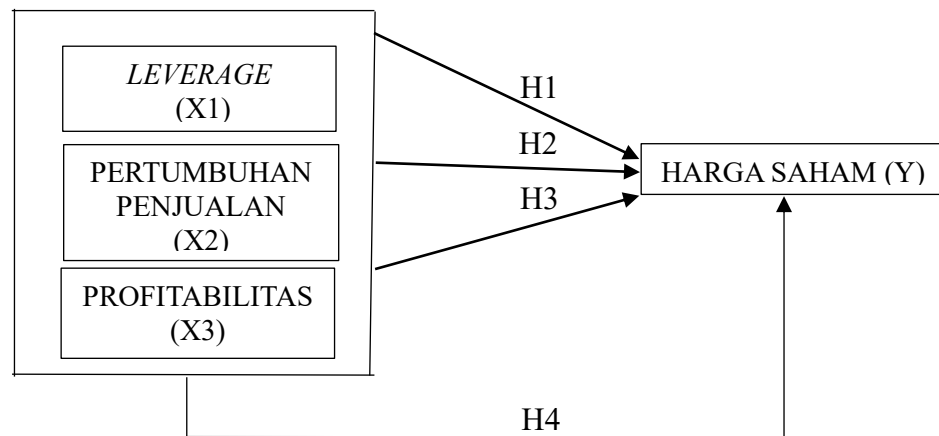 LEVERAGE
(X1)
PERTUMBUHAN
PENJUALAN
(X2)
PROFITABILITAS
(X3)
H1
H2
H3
HARGA SAHAM (Y)
H4